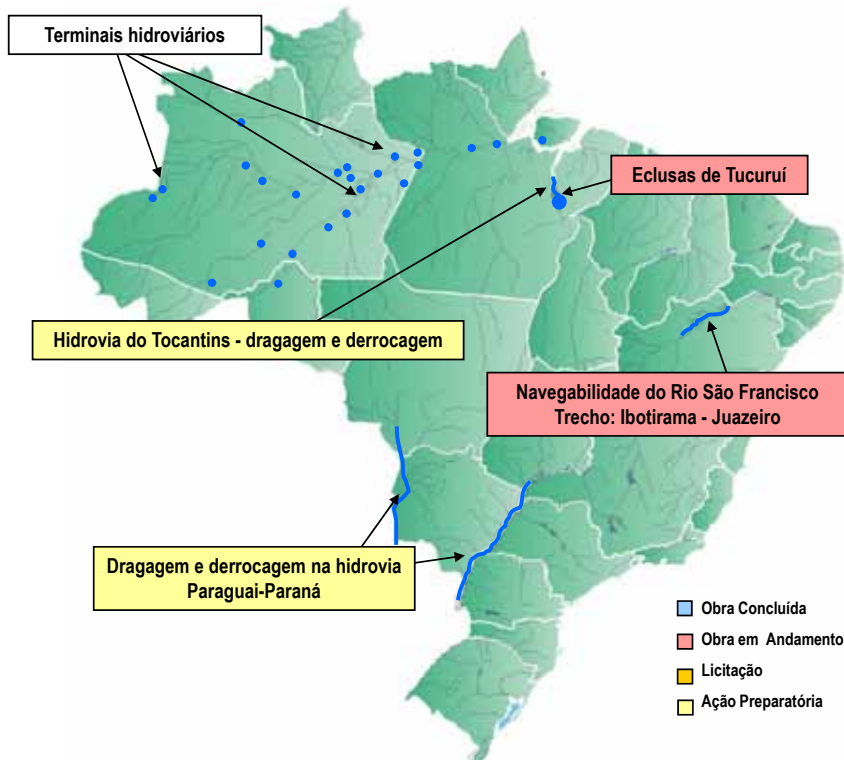 Terminais hidroviários
Eclusas de Tucuruí
Hidrovia do Tocantins - dragagem e derrocagem
Navegabilidade do Rio São Francisco
Trecho: Ibotirama - Juazeiro
Dragagem e derrocagem na hidrovia
Paraguai-Paraná
Obra Concluída
Obra em Andamento
Licitação
Ação Preparatória